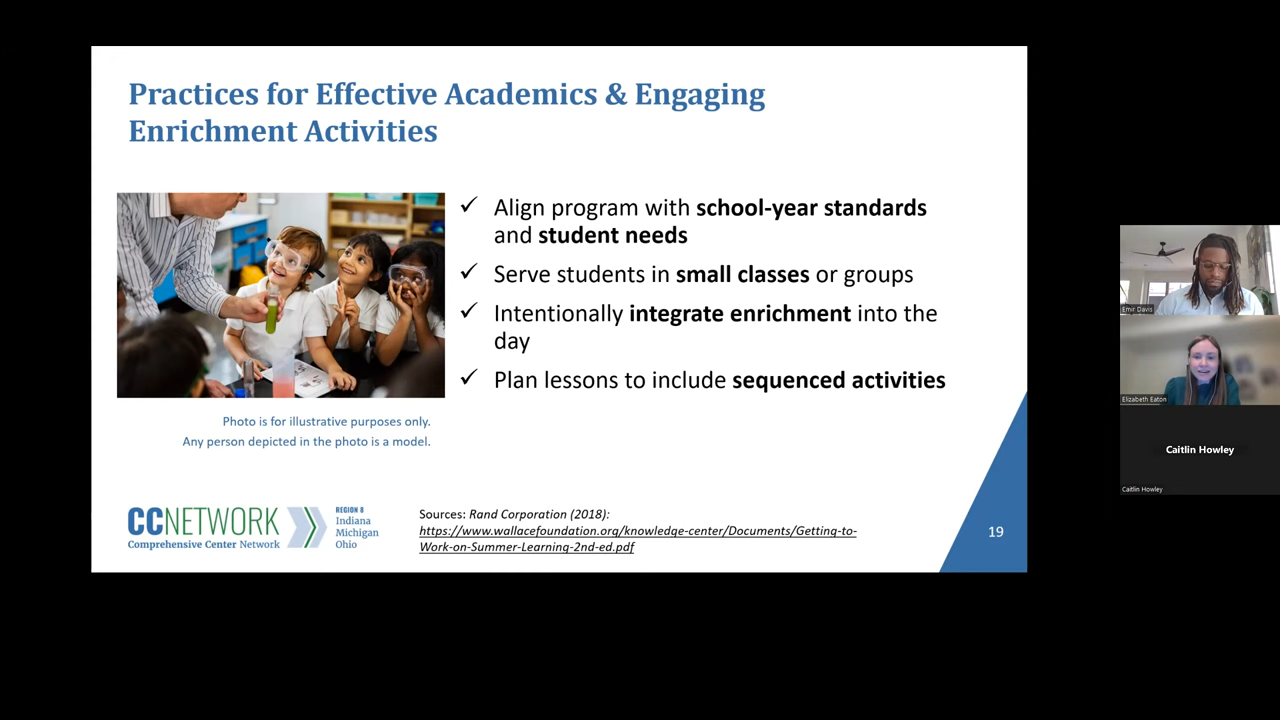 Practices for Effective Academics & Engaging
Enrichment Activities
✓ Align program with school-year standards
and student needs
✓ Serve students in small classes or groups
✓ Intentionally integrate enrichment into the
day
✓ Plan lessons to include sequenced activities
Photo is for illustrative purposes only.
Any person depicted in the photo is a model.
CCNETWORK
Comprehensive Center Network
REGION 8
Indiana
Michigan
Ohio
Sources: Rand Corporation (2018):
https://www.wallacefoundation.org/knowledge-center/Documents/Getting-to-
Work-on-Summer-Learning-2nd-ed.pdf
19
Emir Davis
Elizabeth Eaton
Caitlin Howley
Caitlin Howley